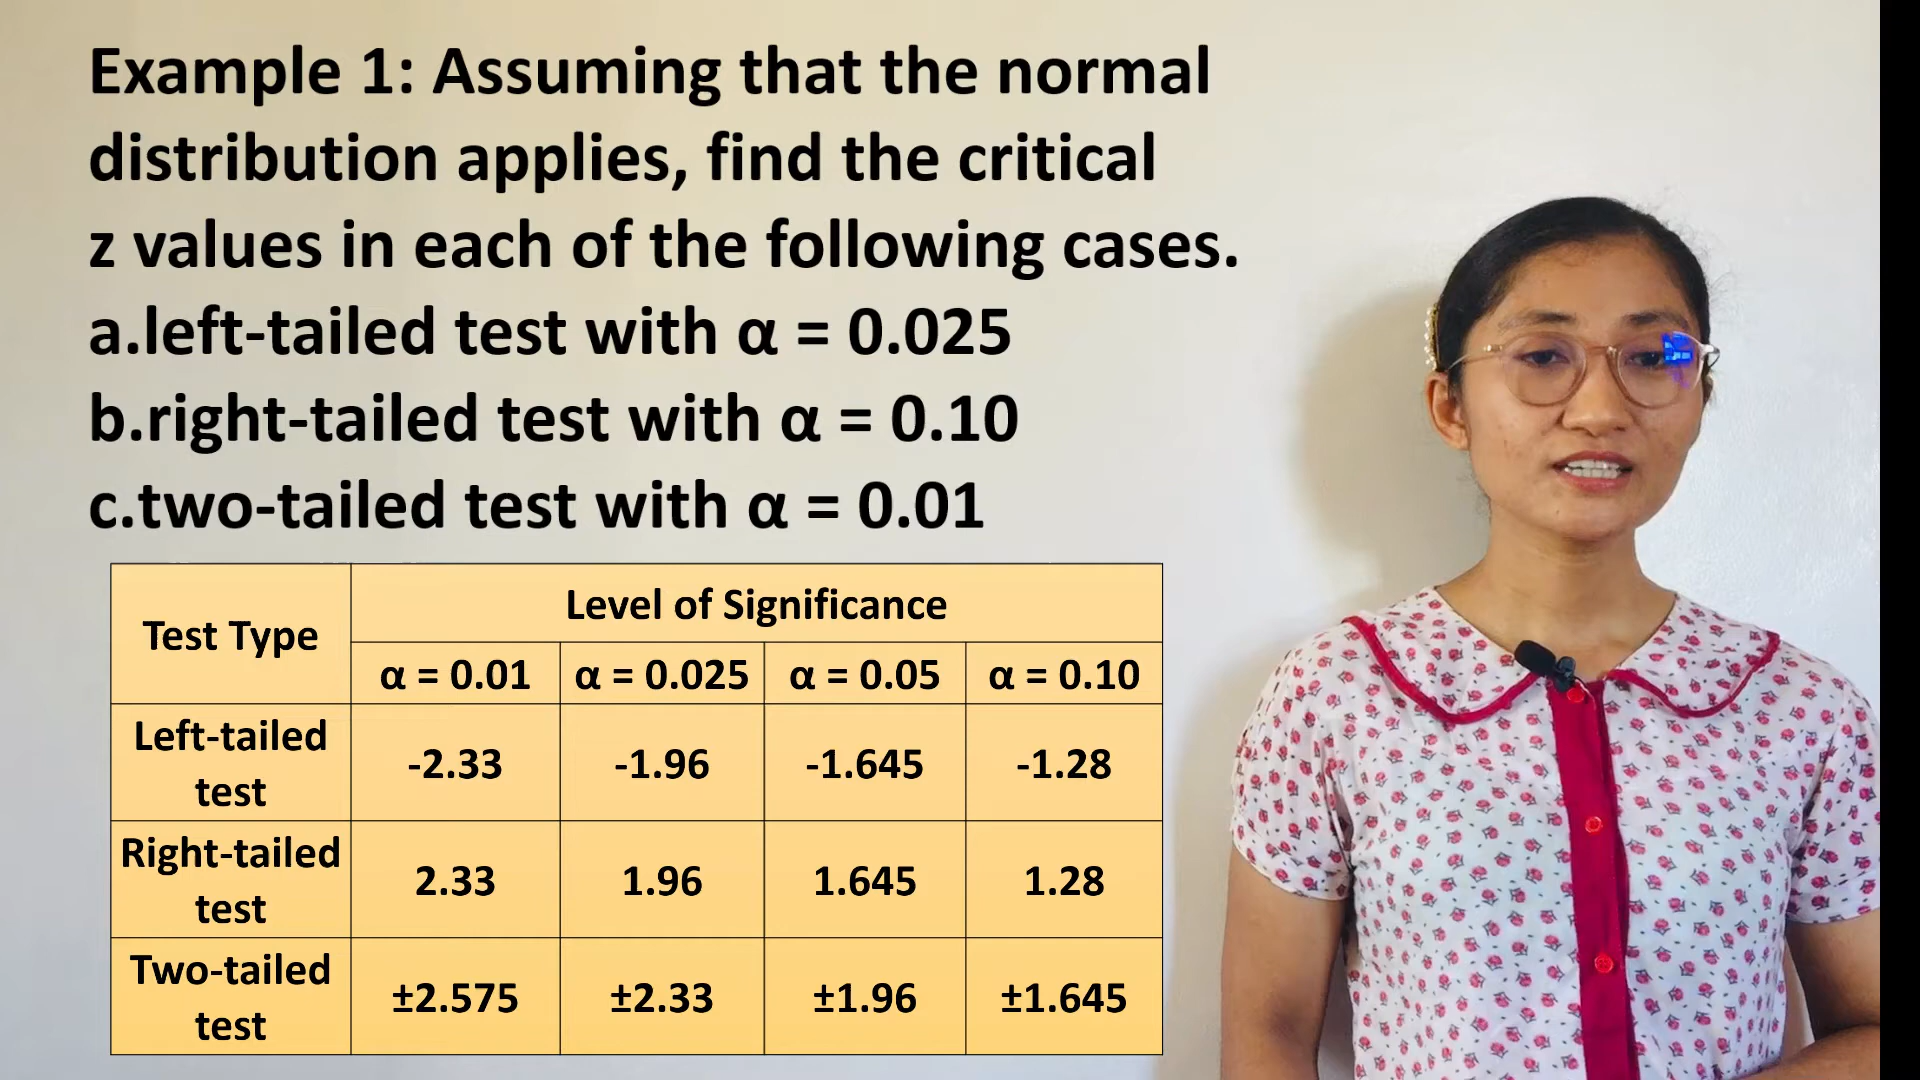 Example 1: Assuming that the normal
distribution applies, find the critical
z values in each of the following cases.
a.left-tailed test with α = 0.025
b.right-tailed test with α = 0.10
c.two-tailed test with α = 0.01
Test Type
Level of Significance
α = 0.01 α = 0.025 α = 0.05 α = 0.10
Left-tailed
test
-2.33 -1.96 -1.645 -1.28
Right-tailed
test
2.33 1.96 1.645 1.28
Two-tailed
test
±2.575 ±2.33 ±1.96 ±1.645